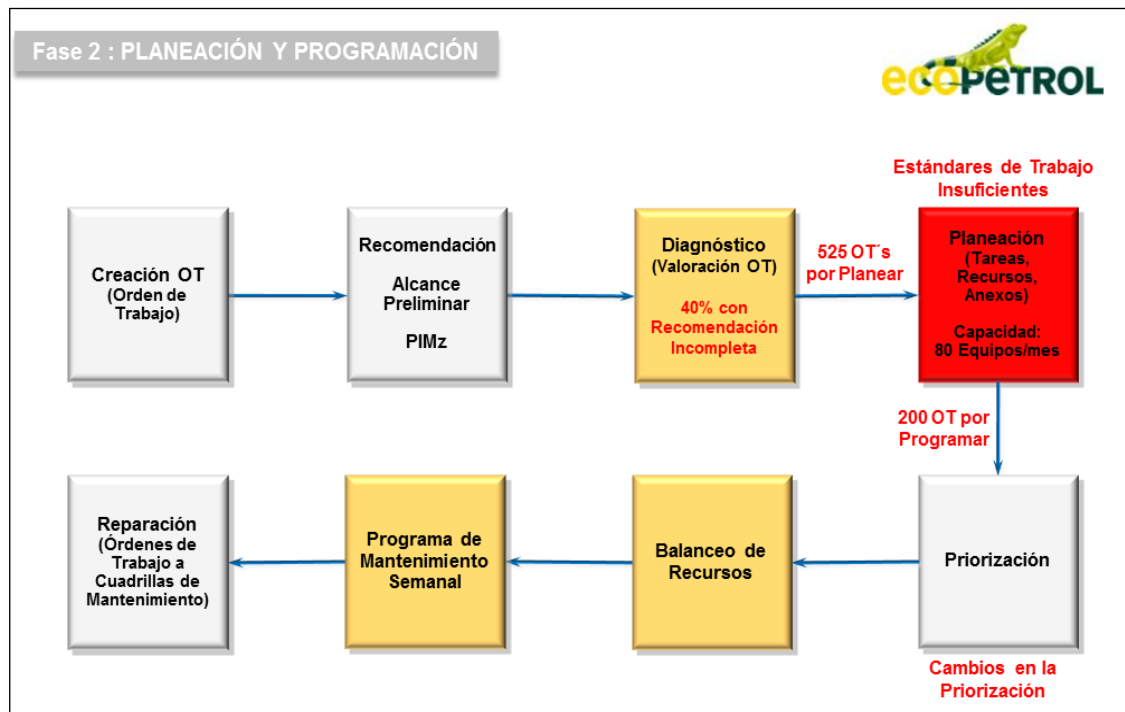 Fase 2 : PLANEACIÓN Y PROGRAMACIÓN
ecoPETROL
Estándares de Trabajo
Insuficientes
Creación OT
(Orden de
Trabajo)
Recomendación
Alcance
Preliminar
PIMz
Diagnóstico
(Valoración OT)
40% con
Recomendación
Incompleta
525 OT´s
por Planear
Planeación
(Tareas,
Recursos,
Anexos)
Capacidad:
80 Equipos/mes
200 OT por
Programar
Reparación
(Órdenes de
Trabajo a
Cuadrillas de
Mantenimiento)
Programa de
Mantenimiento
Semanal
Balanceo de
Recursos
Priorización
Cambios en la
Priorización